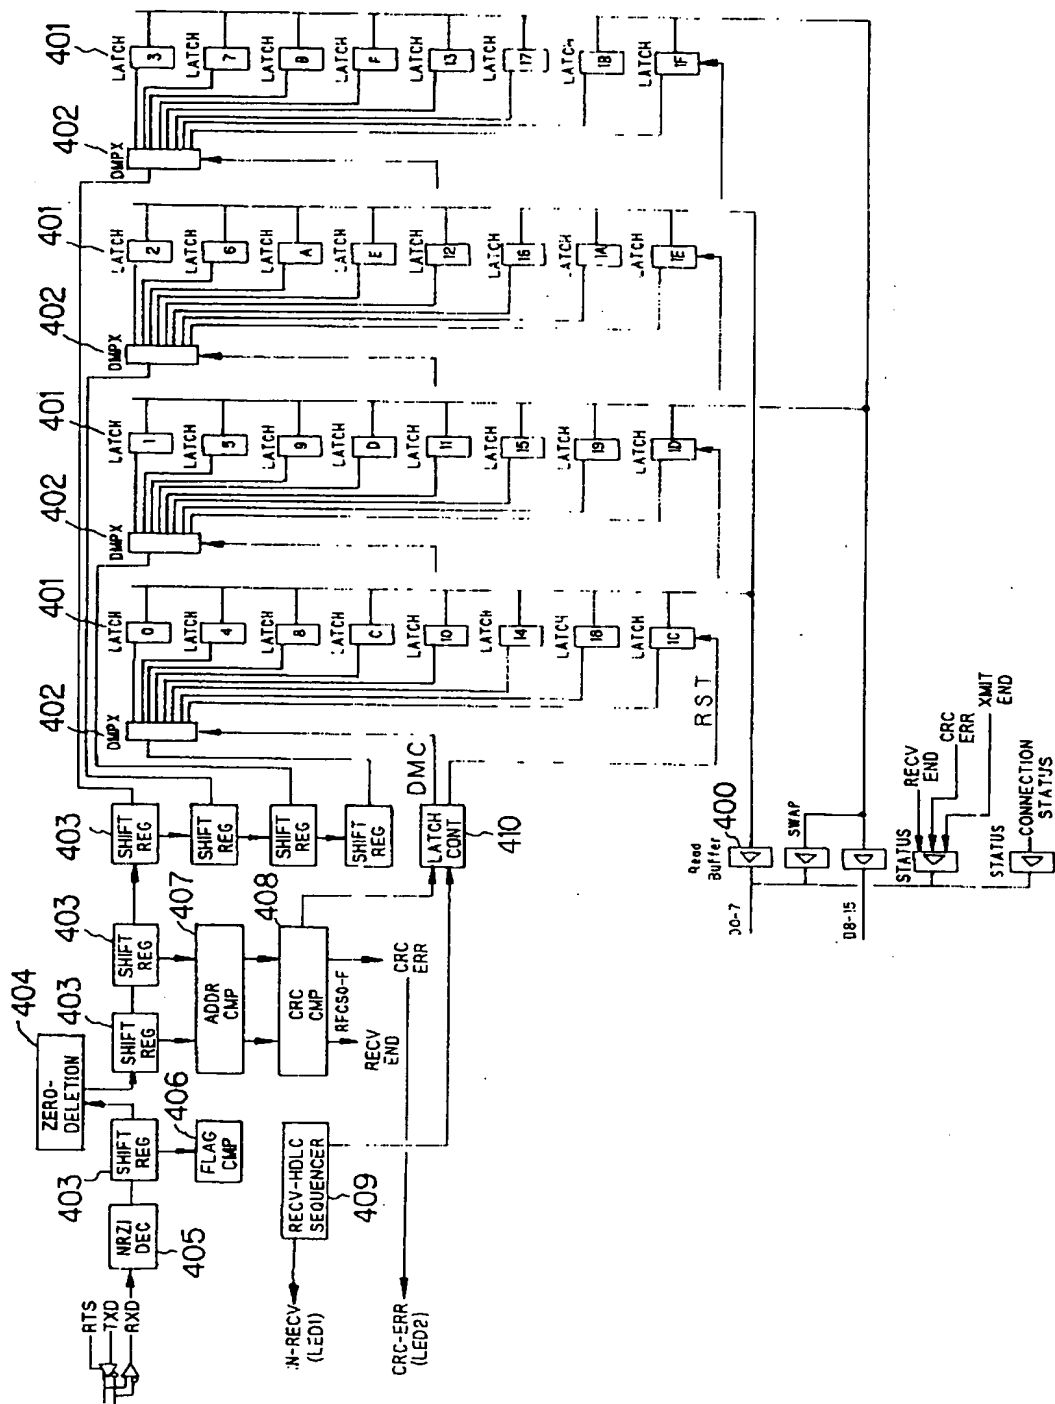 RTS
TXD
RXD
NRZI
DEC
405
403
SHIFT
REG
FLAG
CMP
406
404
ZERO-
DELETION
403
SHIFT
REG
403
SHIFT
REG
ADDR
CMP
407
CRC
CMP
408
RFCS0-F
RECV
END
CRC
ERR
RECV-HDLC
SEQUENCER
409
(LED1)
CRC-ERR
(LED2)
403
SHIFT
REG
SHIFT
REG
SHIFT
REG
SHIFT
REG
LATCH
CONT
410
DMC
RST
402
DMPX
401
LATCH
0
LATCH
4
LATCH
8
LATCH
C
LATCH
10
LATCH
14
LATCH
18
LATCH
1C
402
DMPX
401
LATCH
1
LATCH
5
LATCH
9
LATCH
D
LATCH
11
LATCH
15
LATCH
19
LATCH
1D
402
DMPX
401
LATCH
2
LATCH
6
LATCH
A
LATCH
E
LATCH
12
LATCH
16
LATCH
1A
LATCH
1E
402
DMPX
401
LATCH
3
LATCH
7
LATCH
LATCH
F
LATCH
13
LATCH
17
LATCH
1B
LATCH
1F
Read
Buffer
400
SWAP
D8-15
STATUS
RECV
END
CRC
ERR
XMIT
END
STATUS
CONNECTION
STATUS